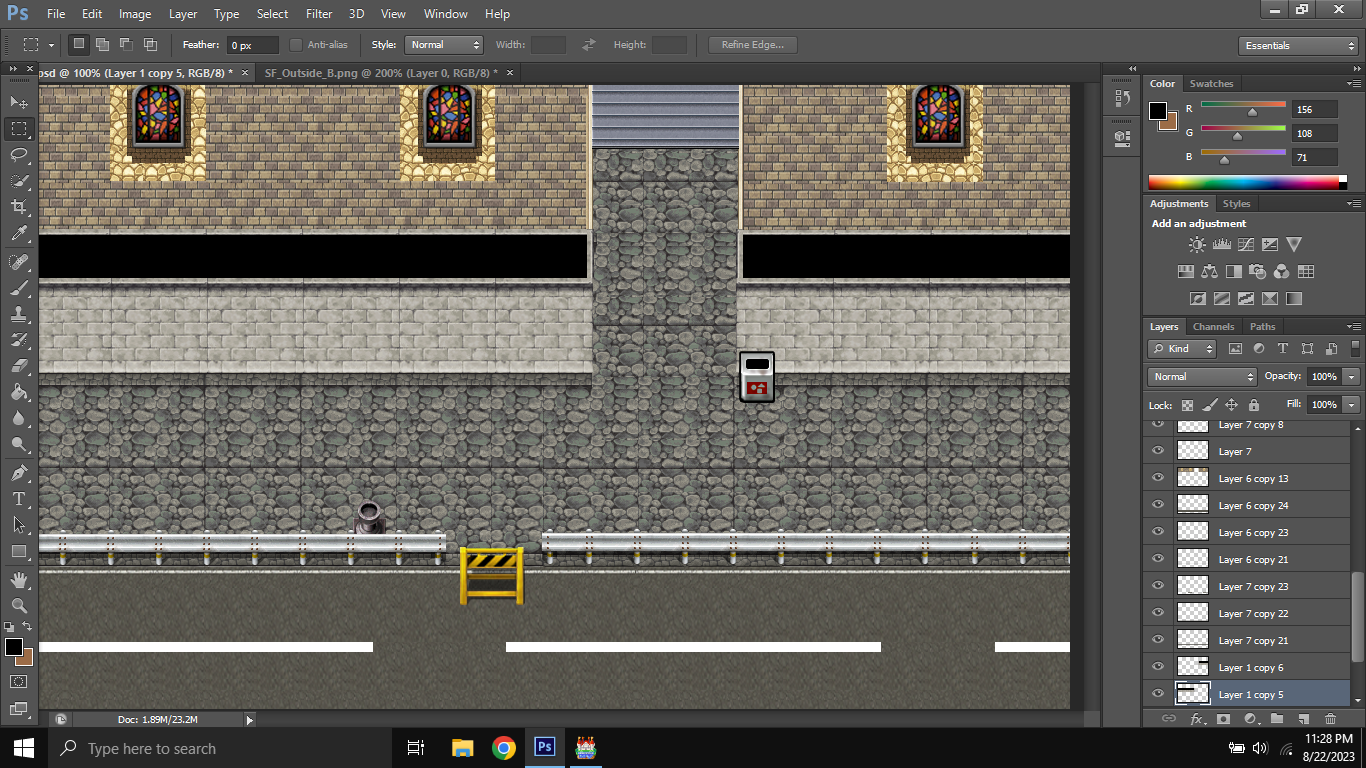 Ps File Edit Image Layer Type Select Filter 3D View Window Help
Feather: 0 px Anti-alias Style: Normal Width: Height: Refine Edge... Essentials
osd @ 100% (Layer 1 copy 5, RGB/8) * × SF_Outside_B.png @ 200% (Layer 0, RGB/8) * ×
Color Swatches
R 156
G 108
B 71
Adjustments Styles
Add an adjustment
Layers Channels Paths
Kind
Normal Opacity: 100%
Lock: Fill: 100%
Layer 7 copy 8
Layer 7
Layer 6 copy 13
Layer 6 copy 24
Layer 6 copy 23
Layer 6 copy 21
Layer 7 copy 23
Layer 7 copy 22
Layer 7 copy 21
Layer 1 copy 6
Layer 1 copy 5
fx
Doc: 1.89M/23.2M
Type here to search
Ps
11:28 PM
8/22/2023